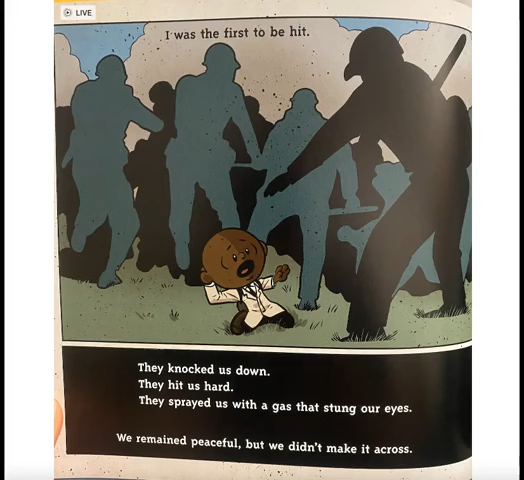 LIVE
I was the first to be hit.
They knocked us down.
They hit us hard.
They sprayed us with a gas that stung our eyes.
We remained peaceful, but we didn't make it across.